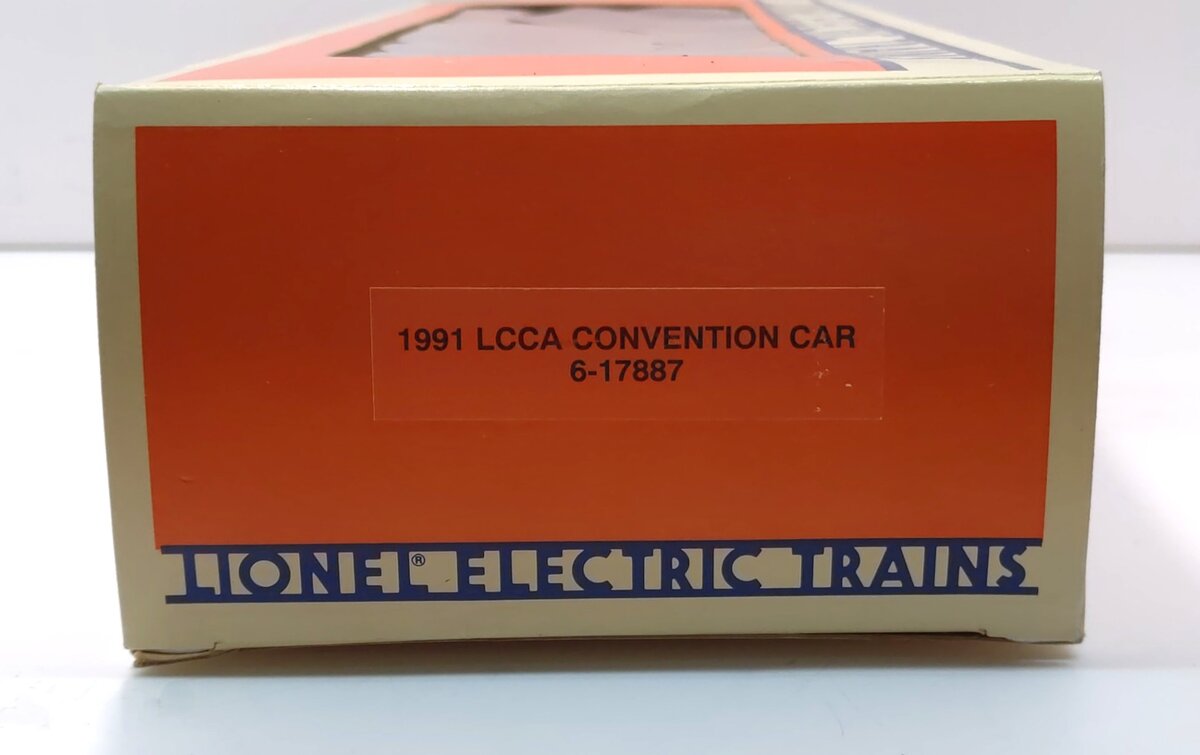 1991 LCCA CONVENTION CAR
6-17887
LIONEL® ELECTRIC TRAINS